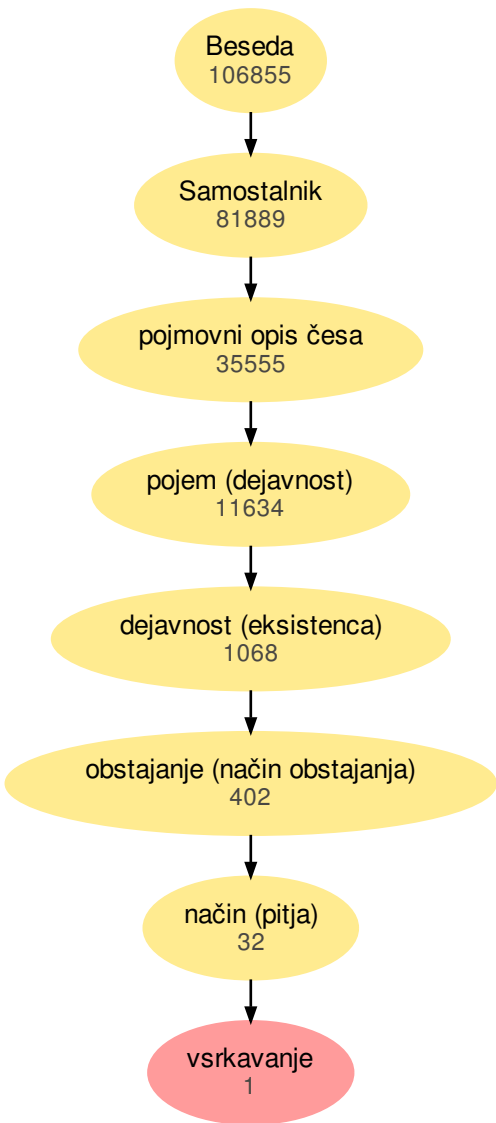 Beseda
106855
Samostalnik
81889
pojmovni opis česa
35555
pojem (dejavnost)
11634
dejavnost (eksistenca)
1068
obstajanje (način obstajanja)
402
način (pitja)
32
vsrkavanje
1